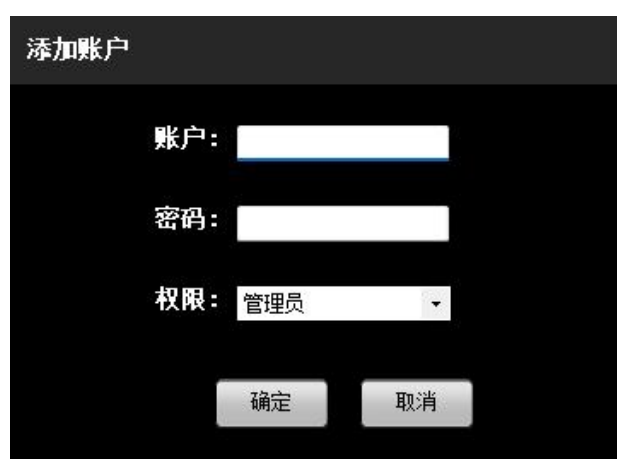 添加账户
账户：
密码：
权限： 管理员
确定 取消